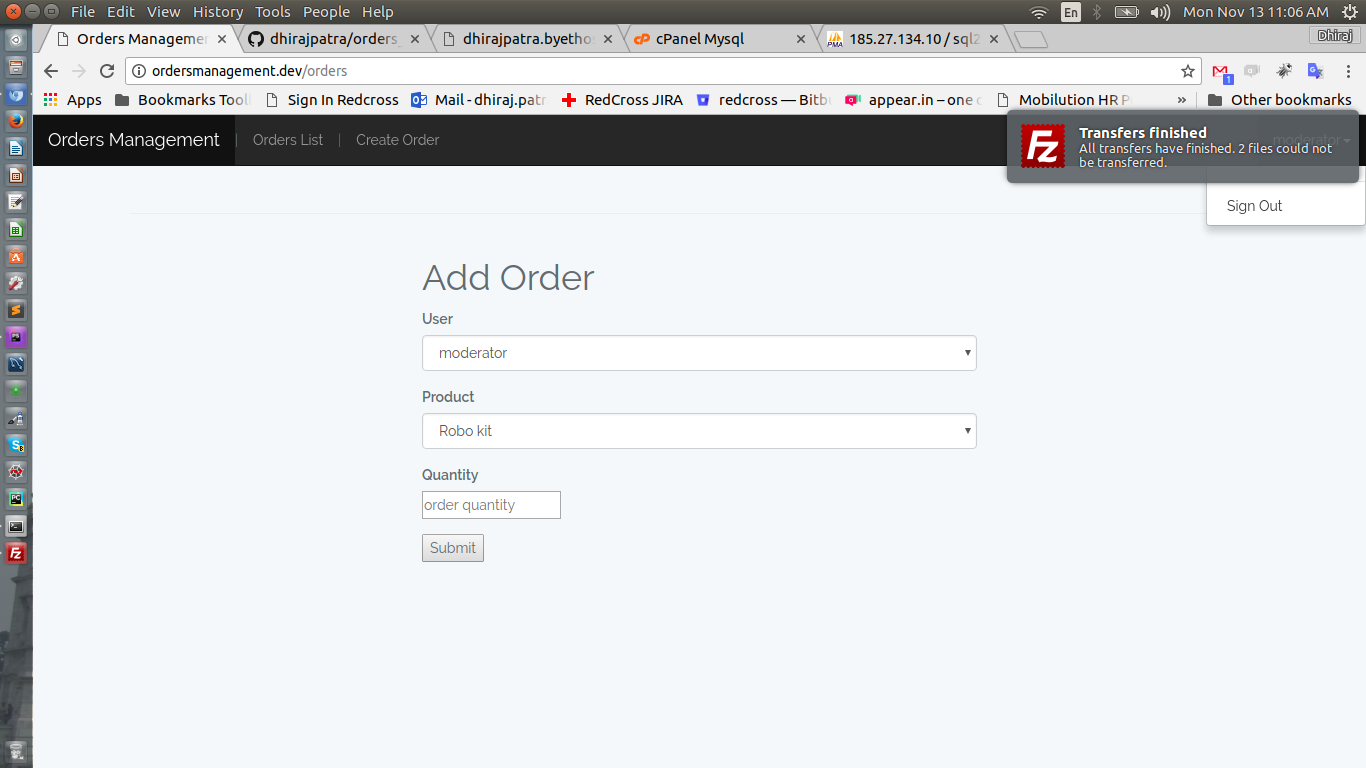 File Edit View History Tools People Help
En
Mon Nov 13 11:06 AM
Orders Managemen
dhirajpatra/orders_
dhirajpatra.byethos
cPanel Mysql
185.27.134.10 / sql2
Dhiraj
ordersmanagement.dev/orders
1
Apps
Bookmarks Tool
Sign In Redcross
Mail - dhiraj.patr
RedCross JIRA
redcross — Bitb
appear.in – one c
Mobilution HR P
»
Other bookmarks
Orders Management | Orders List | Create Order
moderator
Fz
Transfers finished
All transfers have finished. 2 files could not
be transferred.
Sign Out
Add Order
User
moderator
Product
Robo kit
Quantity
order quantity
Submit